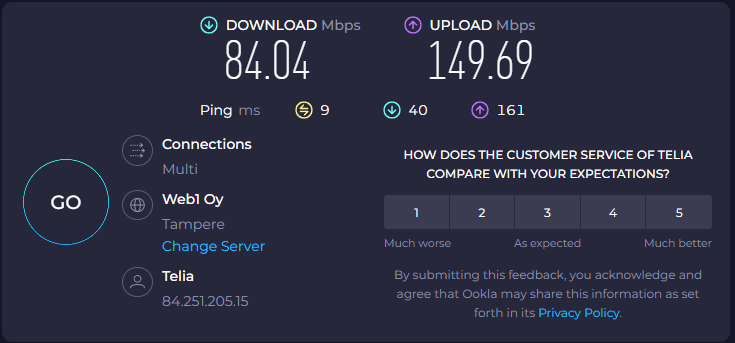 DOWNLOAD Mbps
84.04
UPLOAD Mbps
149.69
Ping ms 9 40 161
GO
Connections
Multi
Web1 Oy
Tampere
Change Server
Telia
84.251.205.15
HOW DOES THE CUSTOMER SERVICE OF TELIA
COMPARE WITH YOUR EXPECTATIONS?
1 2 3 4 5
Much worse As expected Much better
By submitting this feedback, you acknowledge and
agree that Ookla may share this information as set
forth in its Privacy Policy.